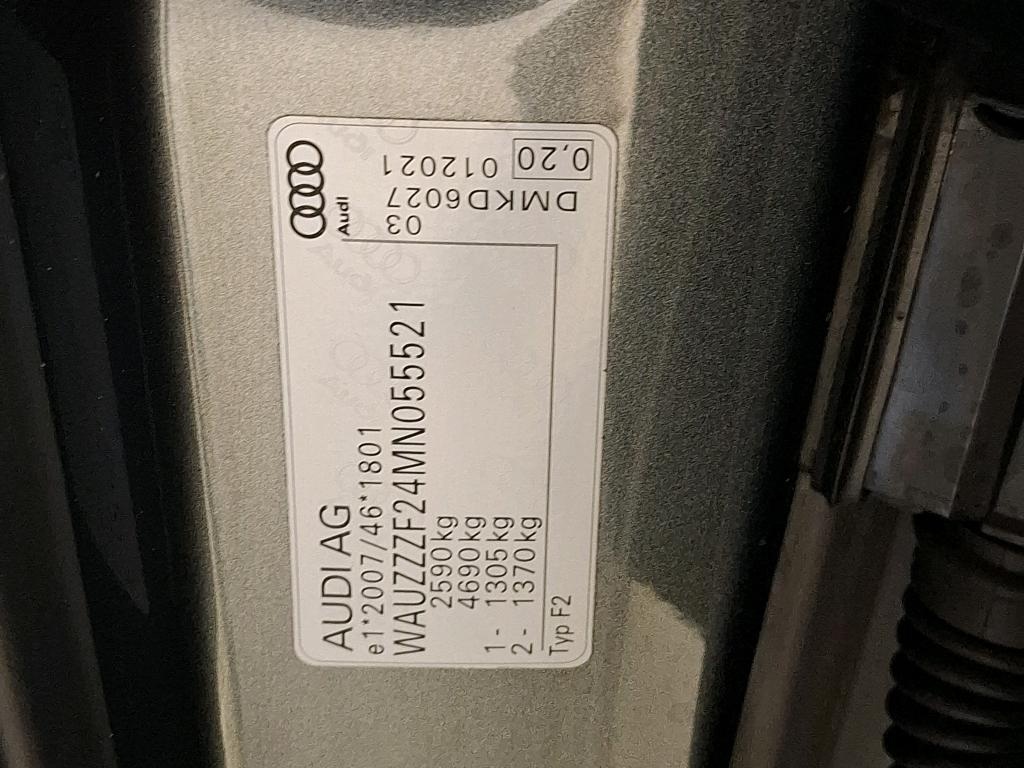 AUDI AG
e1*2007/46*1801
WAUZZZF24MN055521
2590 kg
4690 kg
1 - 1305 kg
2 - 1370 kg
Typ F2
Audi
03
DMKD6027
012021
0,20